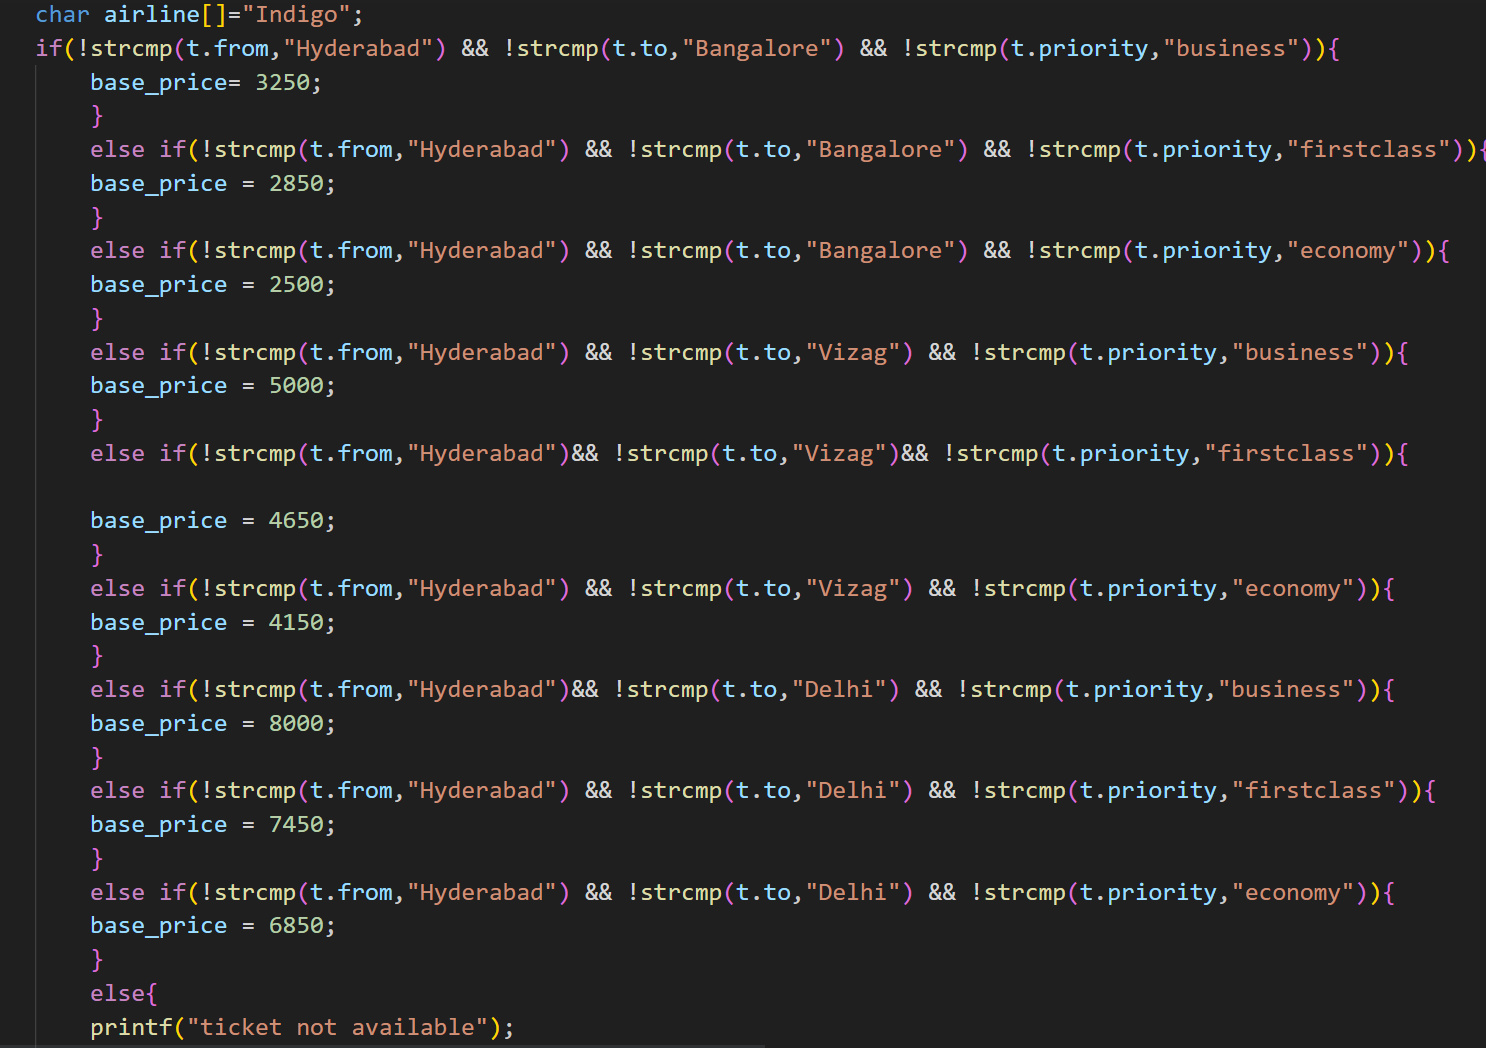 char airline[]="Indigo";
if(!strcmp(t.from,"Hyderabad") && !strcmp(t.to,"Bangalore") && !strcmp(t.priority,"business")){
base_price= 3250;
}
else if(!strcmp(t.from,"Hyderabad") && !strcmp(t.to,"Bangalore") && !strcmp(t.priority,"firstclass")){
base_price = 2850;
}
else if(!strcmp(t.from,"Hyderabad") && !strcmp(t.to,"Bangalore") && !strcmp(t.priority,"economy")){
base_price = 2500;
}
else if(!strcmp(t.from,"Hyderabad") && !strcmp(t.to,"Vizag") && !strcmp(t.priority,"business")){
base_price = 5000;
}
else if(!strcmp(t.from,"Hyderabad")&& !strcmp(t.to,"Vizag")&& !strcmp(t.priority,"firstclass")){
base_price = 4650;
}
else if(!strcmp(t.from,"Hyderabad") && !strcmp(t.to,"Vizag") && !strcmp(t.priority,"economy")){
base_price = 4150;
}
else if(!strcmp(t.from,"Hyderabad")&& !strcmp(t.to,"Delhi") && !strcmp(t.priority,"business")){
base_price = 8000;
}
else if(!strcmp(t.from,"Hyderabad") && !strcmp(t.to,"Delhi") && !strcmp(t.priority,"firstclass")){
base_price = 7450;
}
else if(!strcmp(t.from,"Hyderabad") && !strcmp(t.to,"Delhi") && !strcmp(t.priority,"economy")){
base_price = 6850;
}
else{
printf("ticket not available");